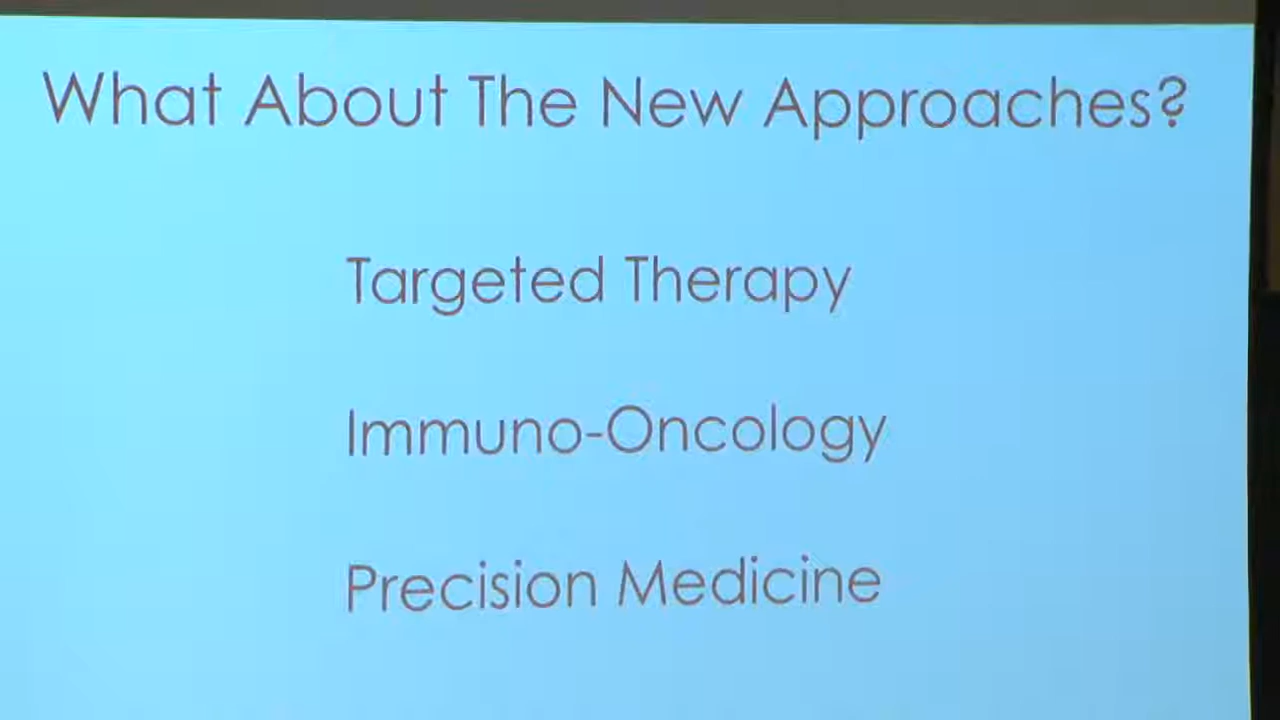 What About The New Approaches?
Targeted Therapy
Immuno-Oncology
Precision Medicine